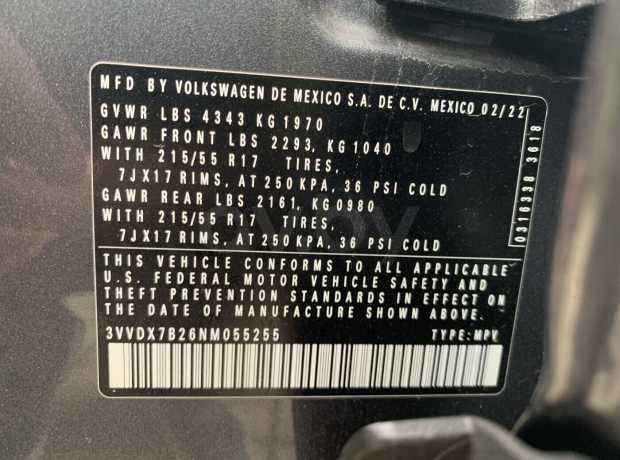 MFD BY VOLKSWAGEN DE MEXICO S.A. DE C.V. MEXICO 02/22
GVWR LBS 4343 KG 1970
GAWR FRONT LBS 2293, KG 1040
WITH 215/55 R17 TIRES,
7JX17 RIMS, AT 250 KPA, 36 PSI COLD
GAWR REAR LBS 2161, KG 0980
WITH 215/55 R17 TIRES,
7JX17 RIMS, AT 250 KPA, 36 PSI COLD
0316338 3618
THIS VEHICLE CONFORMS TO ALL APPLICABLE
U.S. FEDERAL MOTOR VEHICLE SAFETY AND
THEFT PREVENTION STANDARDS IN EFFECT ON
THE DATE OF MANUFACTURE SHOWN ABOVE.
3VVDX7B26NM055255 TYPE: MPV